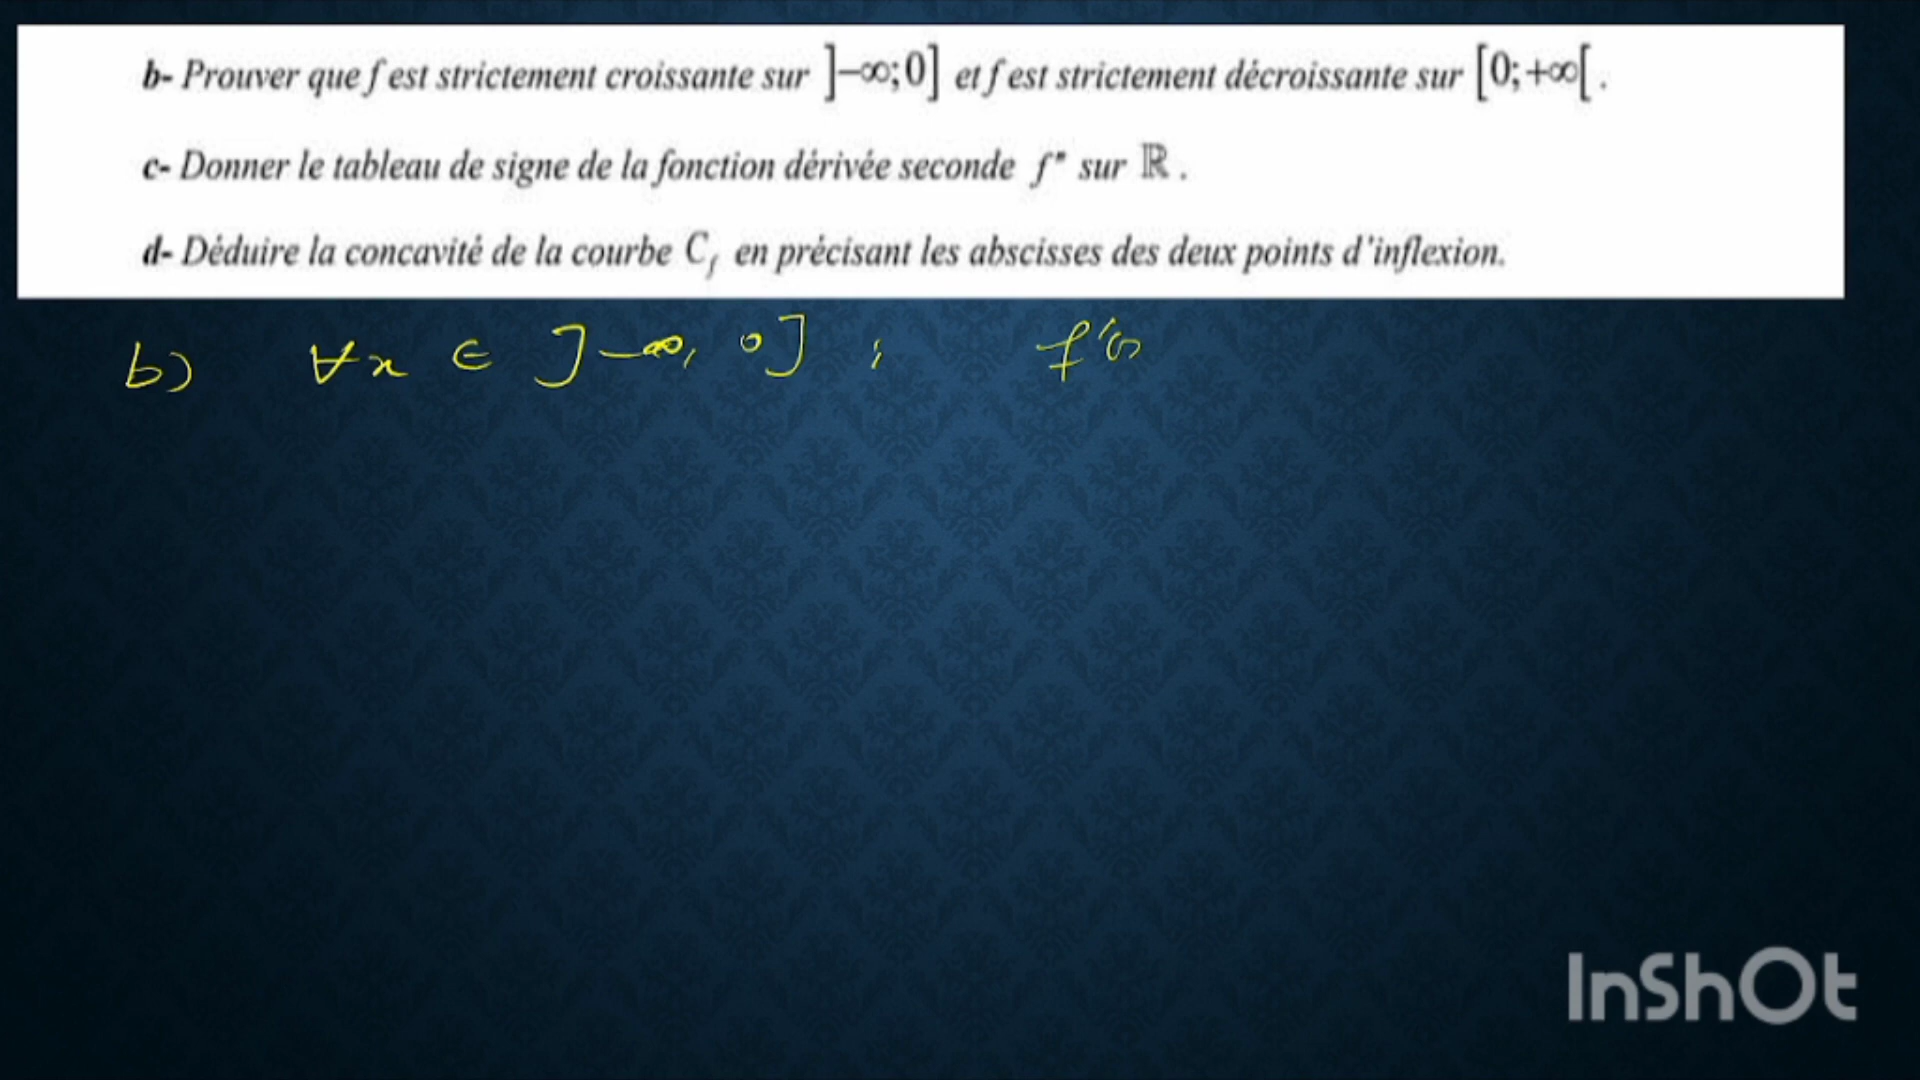 b- Prouver que f est strictement croissante sur ]-∞;0] et f est strictement décroissante sur [0;+∞[ .
c- Donner le tableau de signe de la fonction dérivée seconde f" sur ℝ .
d- Déduire la concavité de la courbe C_f en précisant les abscisses des deux points d'inflexion.
b) ∀x ∈ ]-∞, 0] ; f'(x)
InShOt